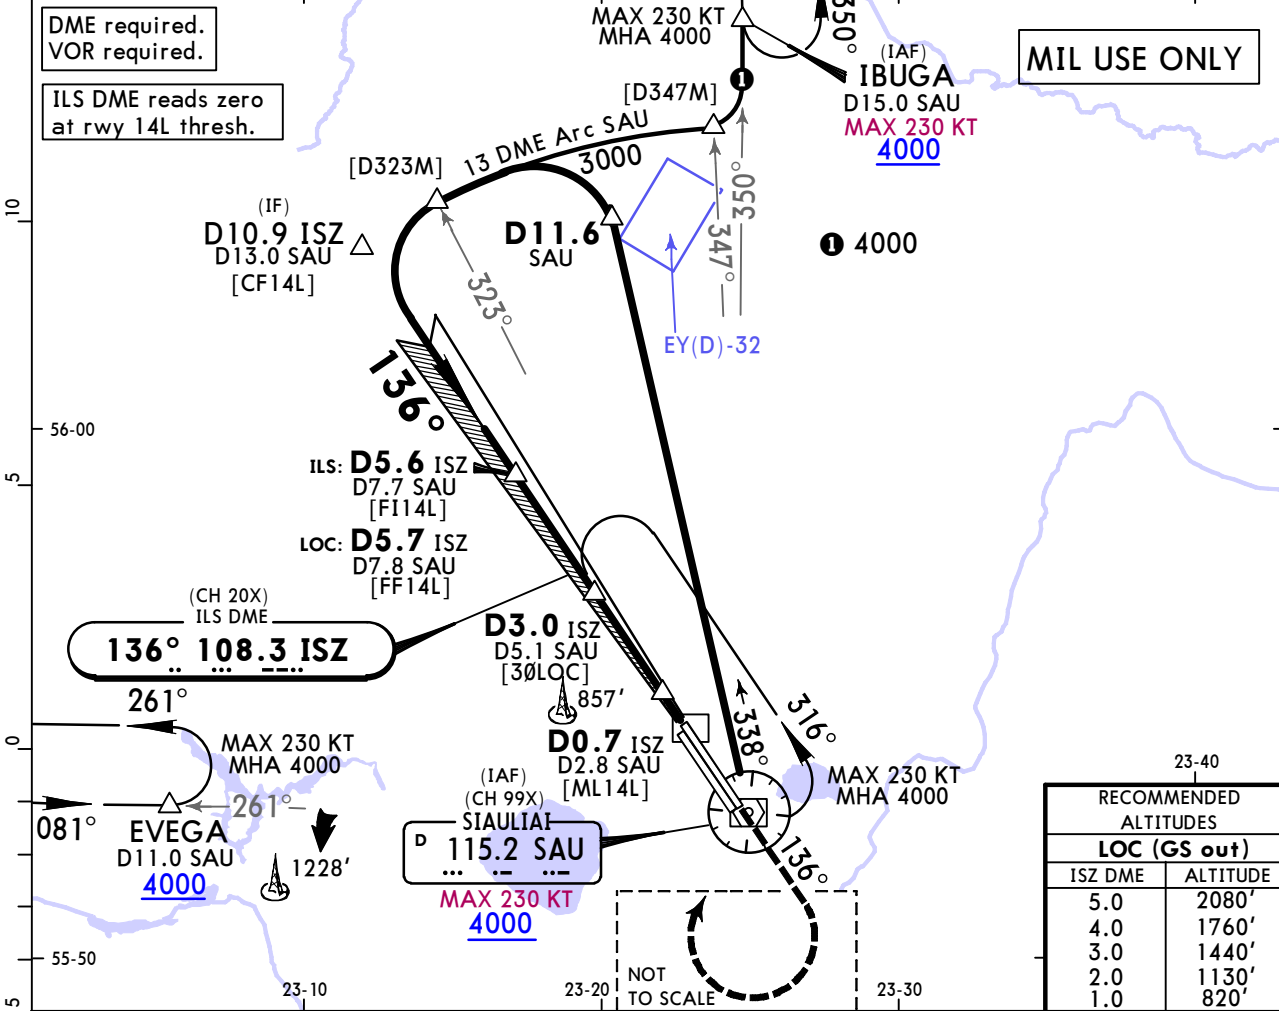 DME required.
VOR required.
ILS DME reads zero
at rwy 14L thresh.
MAX 230 KT
MHA 4000
350°
(IAF)
IBUGA
D15.0 SAU
MAX 230 KT
4000
MIL USE ONLY
1
[D347M]
13 DME Arc SAU
3000
[D323M]
(IF)
D10.9 ISZ
D13.0 SAU
[CF14L]
D11.6
SAU
350°
347°
323°
1 4000
EY(D)-32
10
136°
56-00
5
ILS: D5.6 ISZ
D7.7 SAU
[FI14L]
LOC: D5.7 ISZ
D7.8 SAU
[FF14L]
(CH 20X)
ILS DME
136° 108.3 ISZ
D3.0 ISZ
D5.1 SAU
[30LOC]
857'
261°
MAX 230 KT
MHA 4000
0
D0.7 ISZ
D2.8 SAU
[ML14L]
338°
316°
MAX 230 KT
MHA 4000
261°
081°
EVEGA
D11.0 SAU
4000
1228'
(IAF)
(CH 99X)
SIAULIAI
D 115.2 SAU
MAX 230 KT
4000
136°
23-40
RECOMMENDED
ALTITUDES
LOC (GS out)
ISZ DME ALTITUDE
5.0 2080'
4.0 1760'
3.0 1440'
2.0 1130'
1.0 820'
55-50
NOT
TO SCALE
5
23-10
23-20
23-30